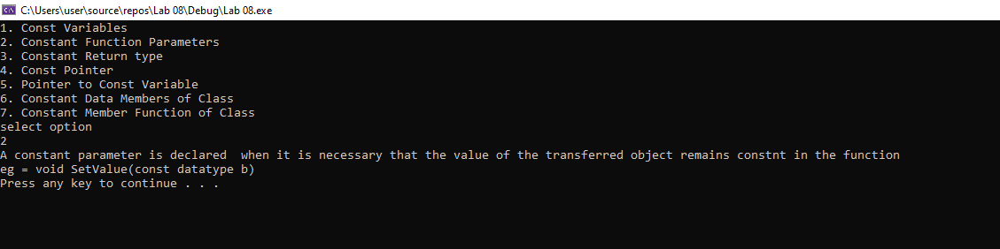 C:\Users\user\source\repos\Lab 08\Debug\Lab 08.exe
1. Const Variables
2. Constant Function Parameters
3. Constant Return type
4. Const Pointer
5. Pointer to Const Variable
6. Constant Data Members of Class
7. Constant Member Function of Class
select option
2
A constant parameter is declared  when it is necessary that the value of the transferred object remains constnt in the function
eg = void SetValue(const datatype b)
Press any key to continue . . .